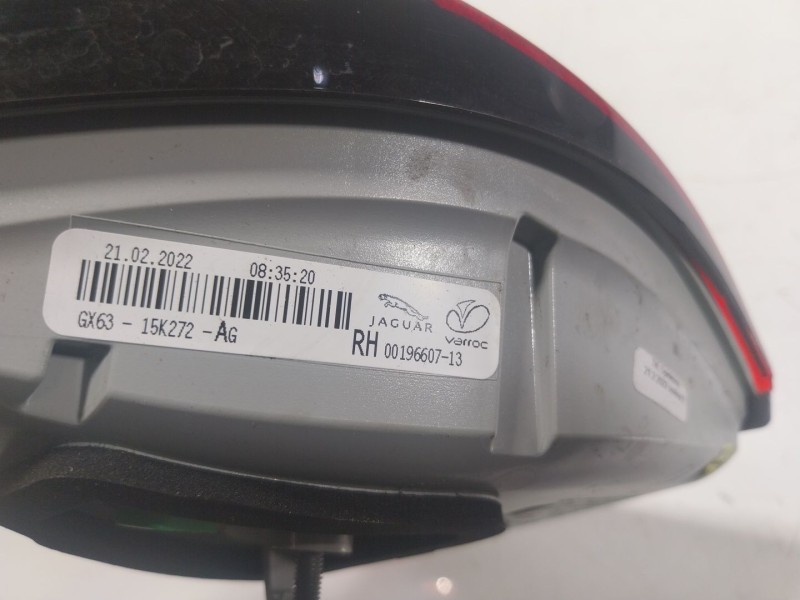 21.02.2022 08:35:20
GX63 - 15K272 - AG
JAGUAR
varroc
RH 00196607-13